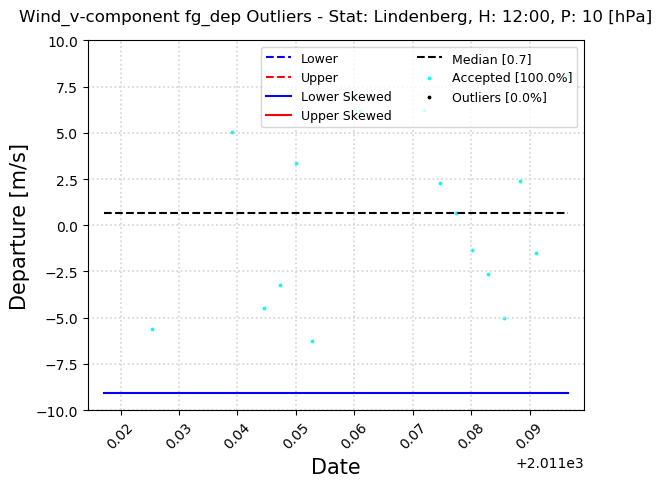 Wind_v-component fg_dep Outliers - Stat: Lindenberg, H: 12:00, P: 10 [hPa]
Lower
Upper
Lower Skewed
Upper Skewed
Median [0.7]
Accepted [100.0%]
Outliers [0.0%]
Departure [m/s]
10.0
7.5
5.0
2.5
0.0
−2.5
−5.0
−7.5
−10.0
0.02
0.03
0.04
0.05
0.06
0.07
0.08
0.09
+2.011e3
Date